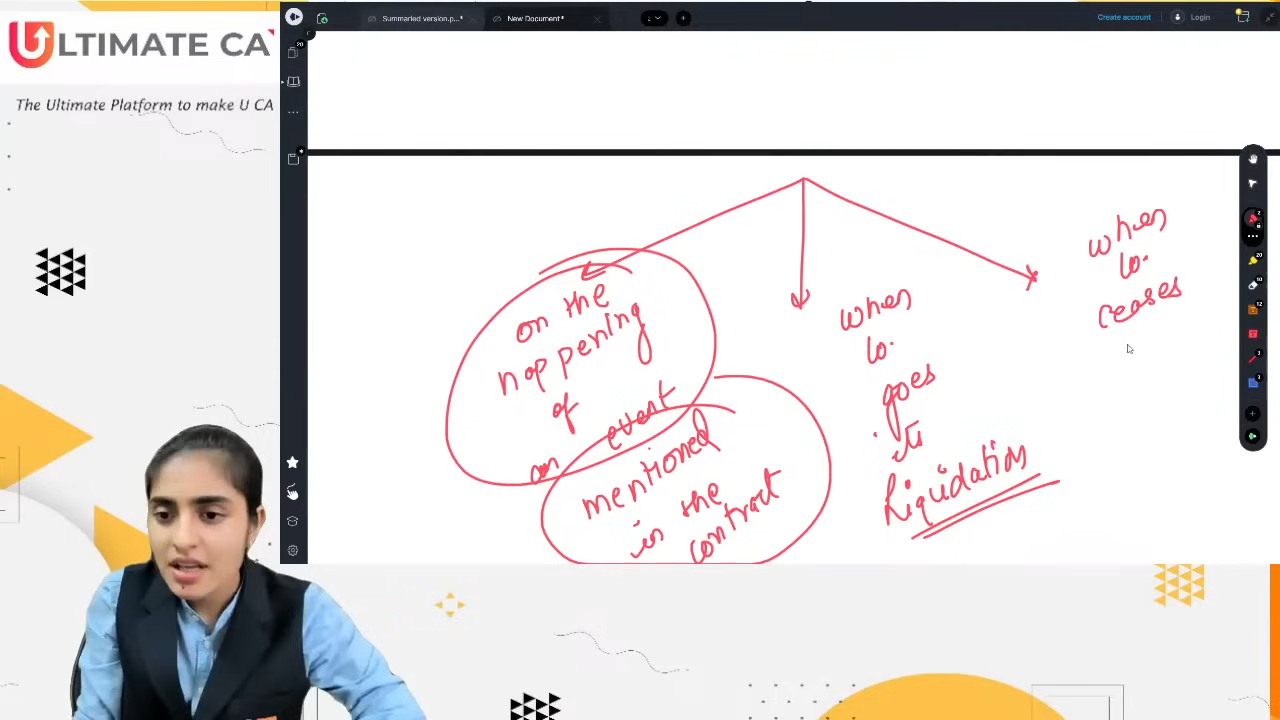 ULTIMATE CA
The Ultimate Platform to make U CA
Summaried version.p...*
New Document*
Create account
Login
on the
happening
of
an event
mentioned
in the
contract
when
co.
goes
its
Liquidation
when
co.
ceases